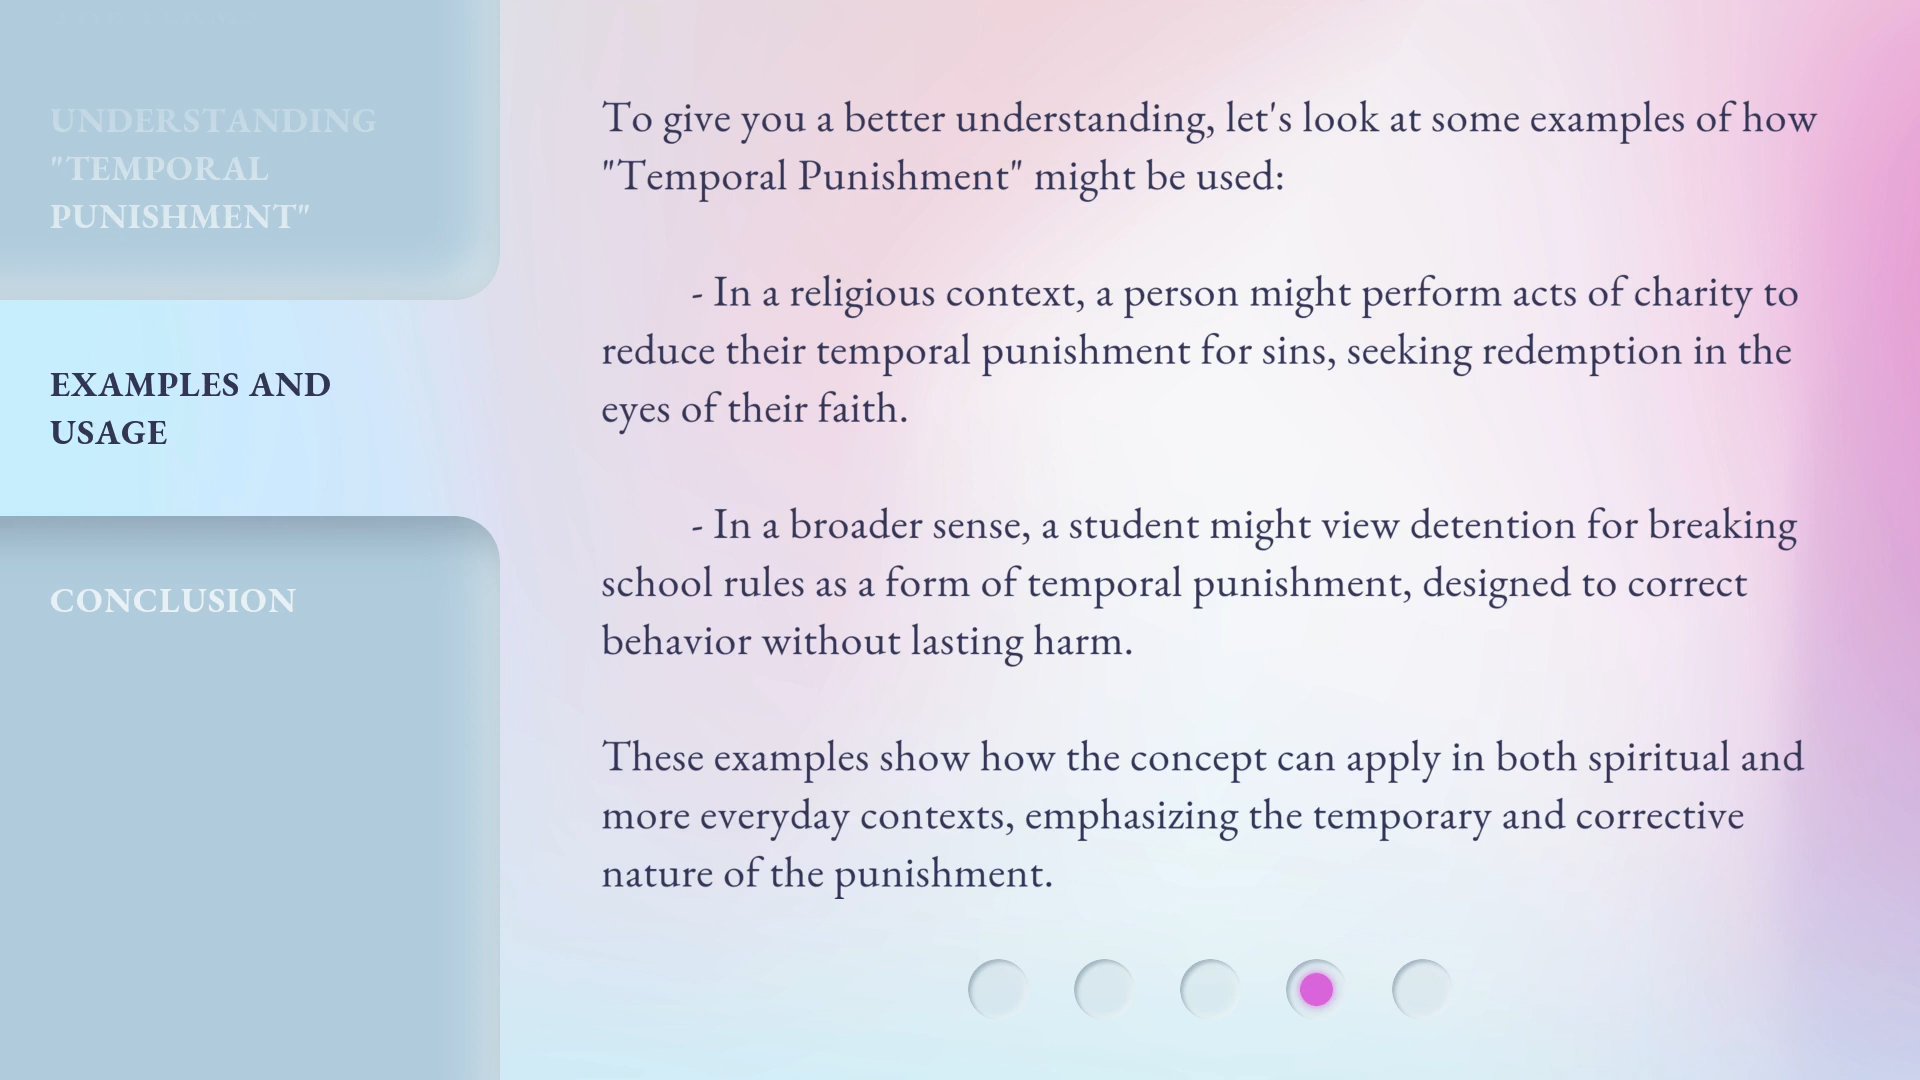 UNDERSTANDING
"TEMPORAL
PUNISHMENT"
EXAMPLES AND
USAGE
CONCLUSION
To give you a better understanding, let's look at some examples of how
"Temporal Punishment" might be used:
- In a religious context, a person might perform acts of charity to
reduce their temporal punishment for sins, seeking redemption in the
eyes of their faith.
- In a broader sense, a student might view detention for breaking
school rules as a form of temporal punishment, designed to correct
behavior without lasting harm.
These examples show how the concept can apply in both spiritual and
more everyday contexts, emphasizing the temporary and corrective
nature of the punishment.